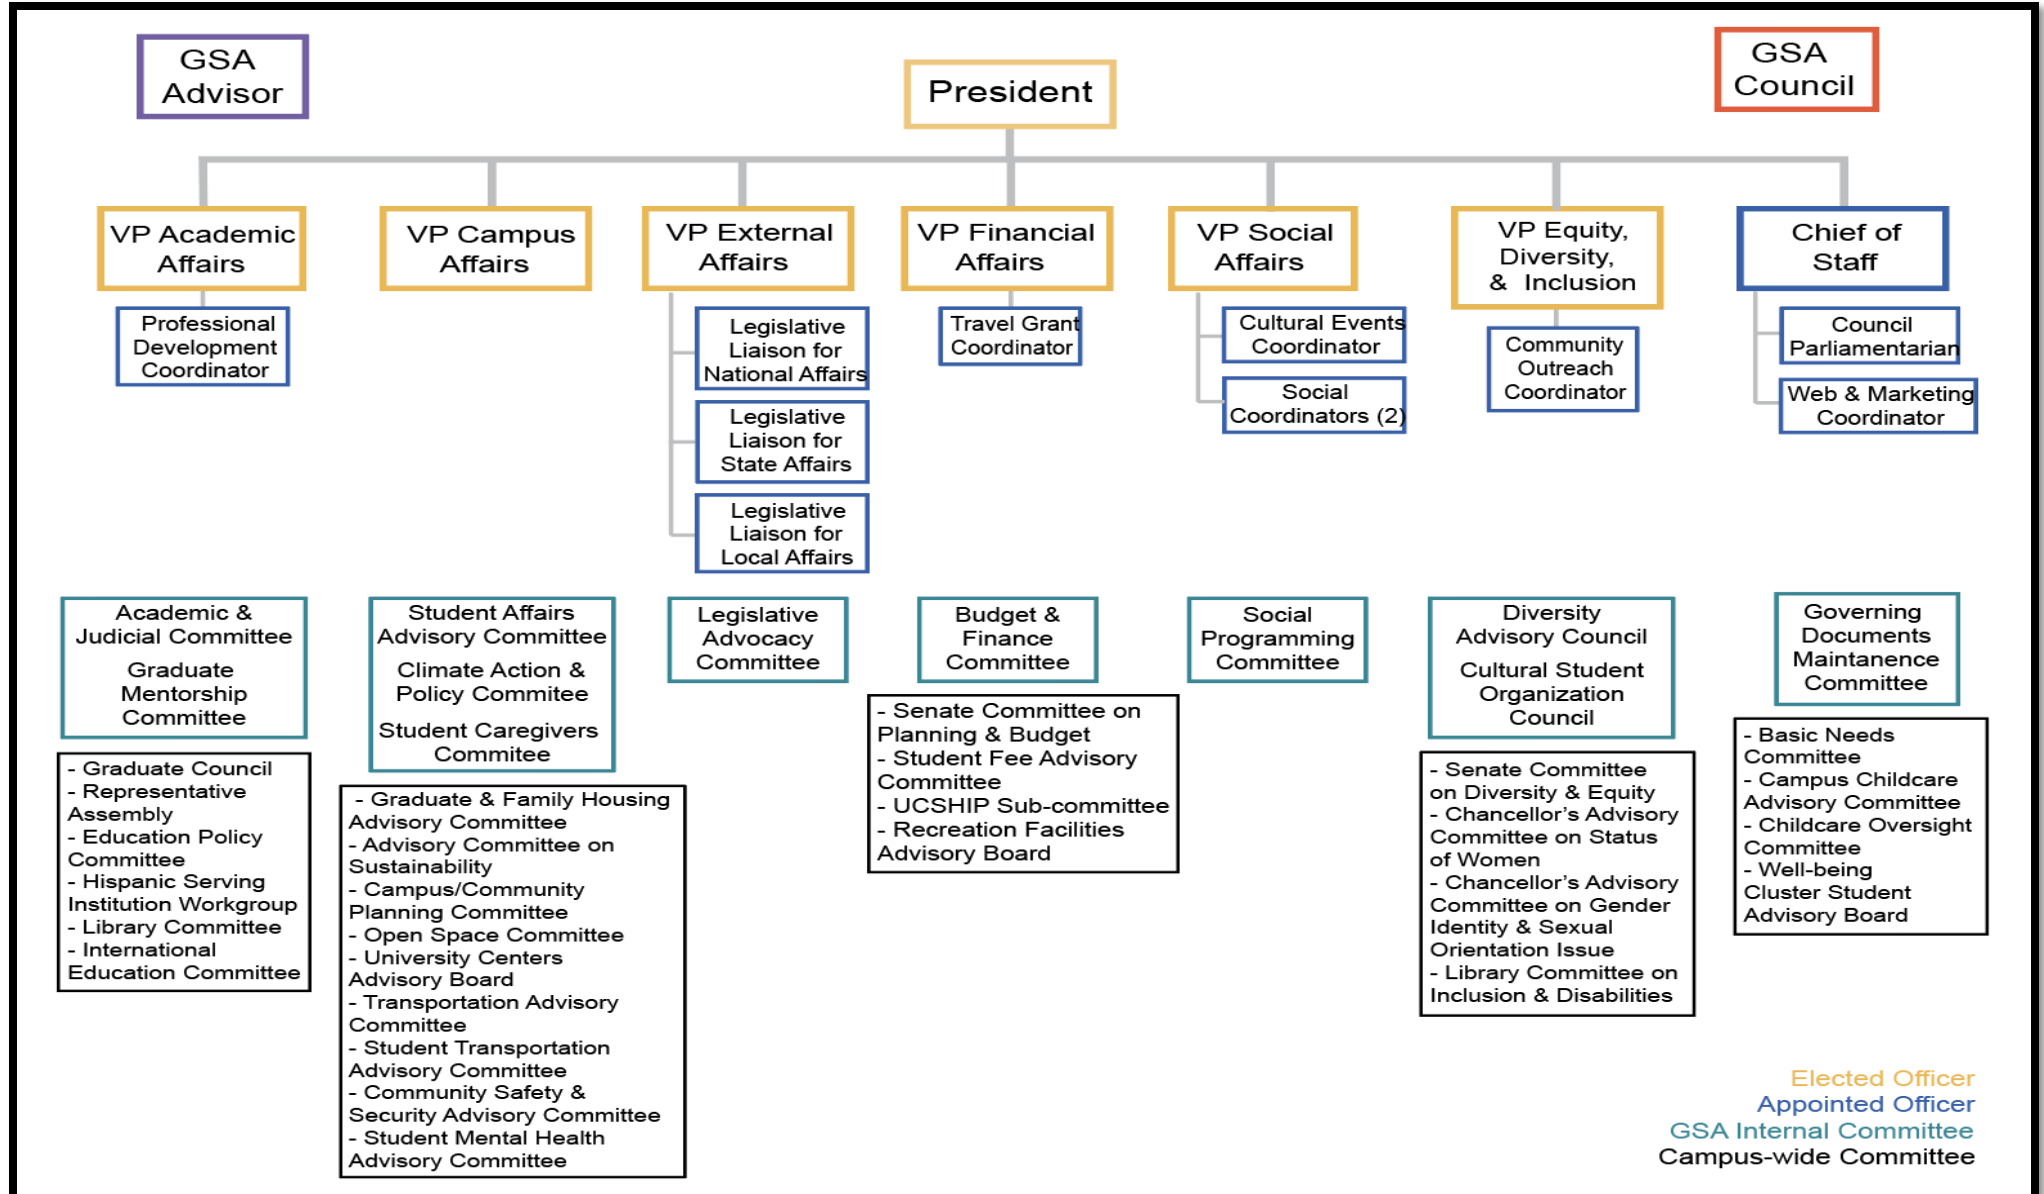 GSA
Advisor
President
GSA
Council
VP Academic
Affairs
VP Campus
Affairs
VP External
Affairs
VP Financial
Affairs
VP Social
Affairs
VP Equity,
Diversity,
& Inclusion
Chief of
Staff
Professional
Development
Coordinator
Legislative
Liaison for
National Affairs
Legislative
Liaison for
State Affairs
Legislative
Liaison for
Local Affairs
Travel Grant
Coordinator
Cultural Events
Coordinator
Social
Coordinators (2)
Community
Outreach
Coordinator
Council
Parliamentarian
Web & Marketing
Coordinator
Academic &
Judicial Committee
Graduate
Mentorship
Committee
Student Affairs
Advisory Committee
Climate Action &
Policy Commitee
Student Caregivers
Commitee
Legislative
Advocacy
Committee
Budget &
Finance
Committee
Social
Programming
Committee
Diversity
Advisory Council
Cultural Student
Organization
Council
Governing
Documents
Maintanence
Committee
- Graduate Council
- Representative
Assembly
- Education Policy
Committee
- Hispanic Serving
Institution Workgroup
- Library Committee
- International
Education Committee
- Graduate & Family Housing
Advisory Committee
- Advisory Committee on
Sustainability
- Campus/Community
Planning Committee
- Open Space Committee
- University Centers
Advisory Board
- Transportation Advisory
Committee
- Student Transportation
Advisory Committee
- Community Safety &
Security Advisory Committee
- Student Mental Health
Advisory Committee
- Senate Committee on
Planning & Budget
- Student Fee Advisory
Committee
- UCSHIP Sub-committee
- Recreation Facilities
Advisory Board
- Senate Committee
on Diversity & Equity
- Chancellor's Advisory
Committee on Status
of Women
- Chancellor's Advisory
Committee on Gender
Identity & Sexual
Orientation Issue
- Library Committee on
Inclusion & Disabilities
- Basic Needs
Committee
- Campus Childcare
Advisory Committee
- Childcare Oversight
Committee
- Well-being
Cluster Student
Advisory Board
Elected Officer
Appointed Officer
GSA Internal Committee
Campus-wide Committee